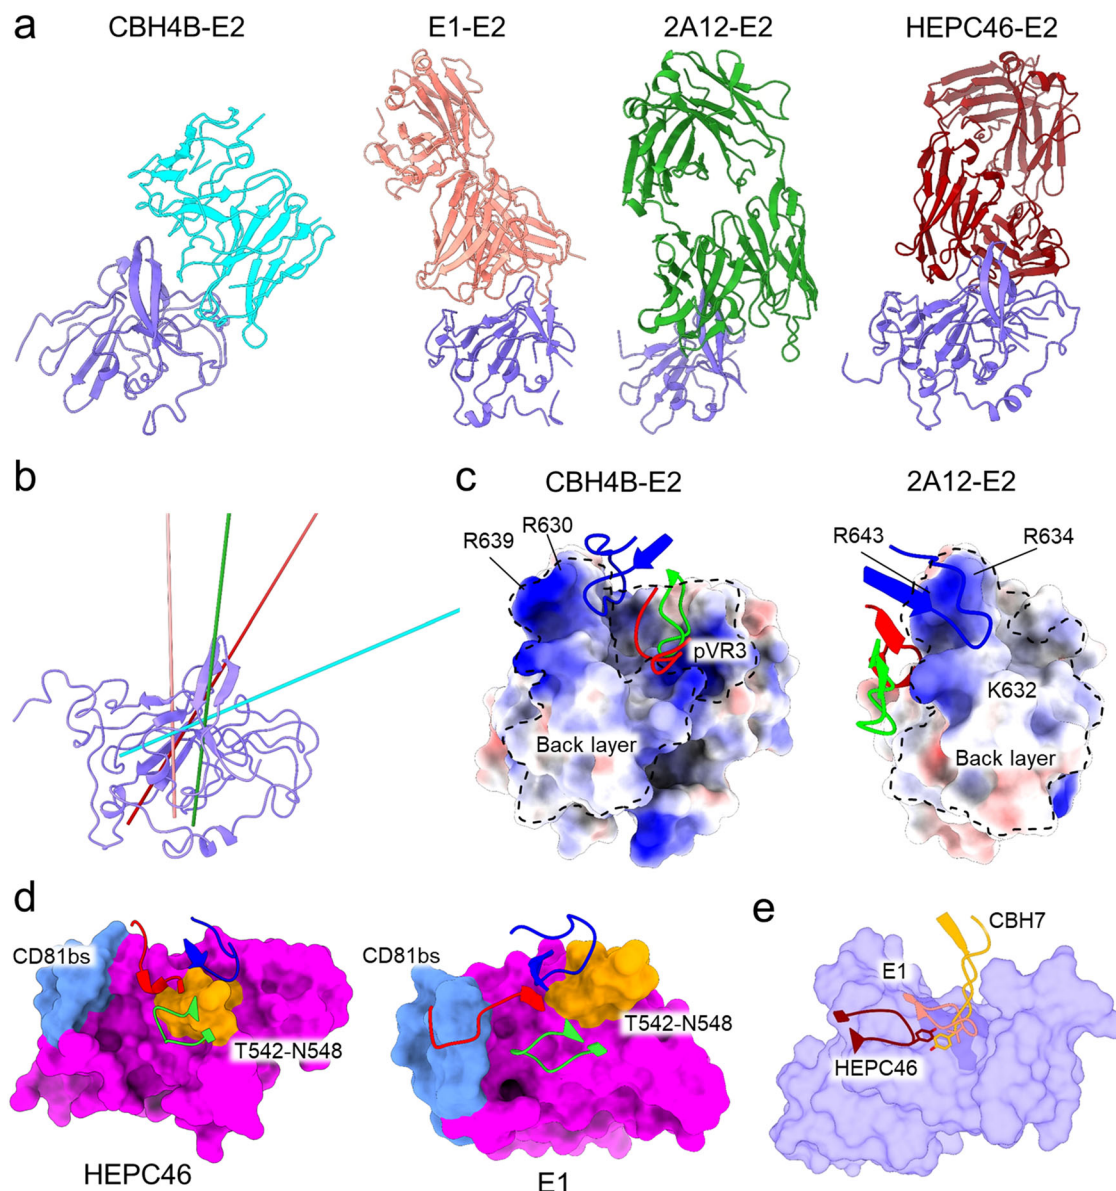 a
CBH4B-E2
E1-E2
2A12-E2
HEPC46-E2
b
c
CBH4B-E2
2A12-E2
R639
R630
pVR3
Back layer
R643
R634
K632
Back layer
d
CD81bs
T542-N548
HEPC46
CD81bs
T542-N548
E1
e
CBH7
E1
HEPC46